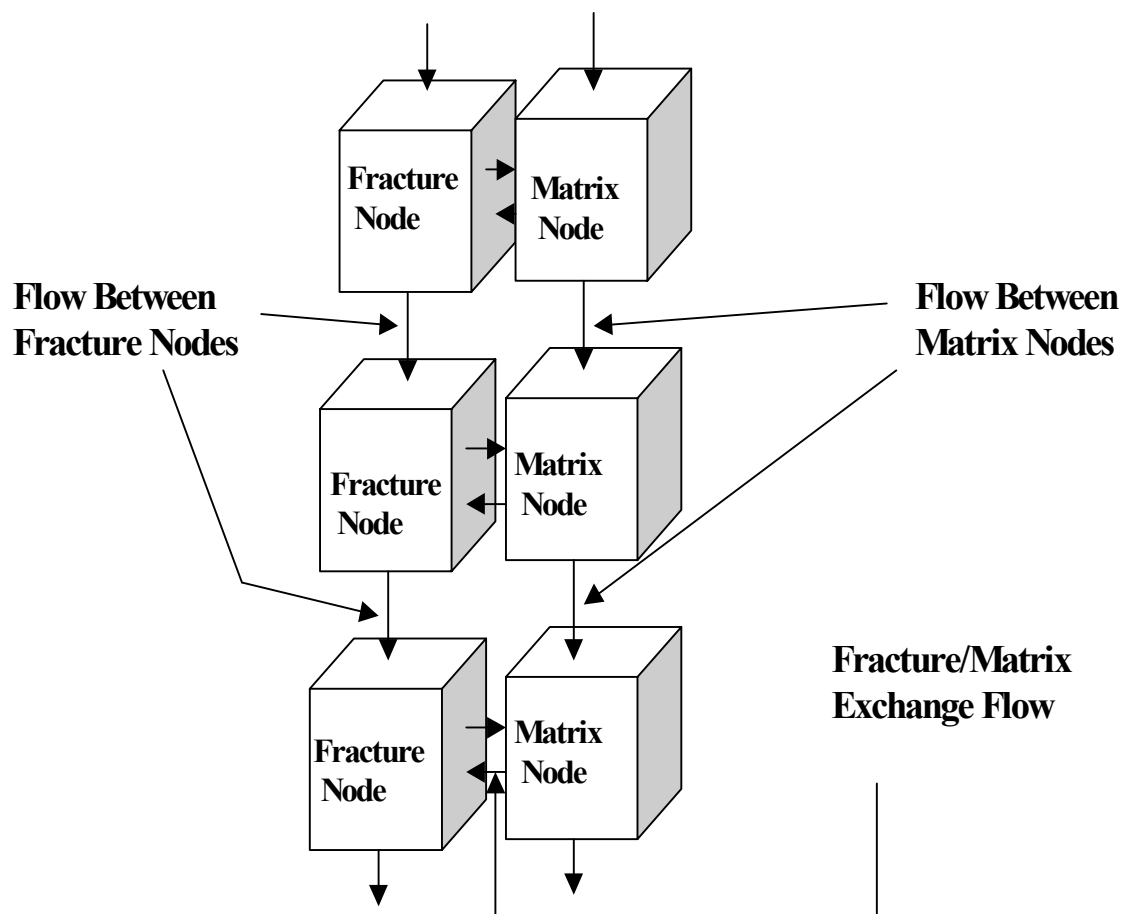 Fracture
Node
Matrix
Node
Flow Between
Fracture Nodes
Flow Between
Matrix Nodes
Fracture
Node
Matrix
Node
Fracture/Matrix
Exchange Flow
Fracture
Node
Matrix
Node